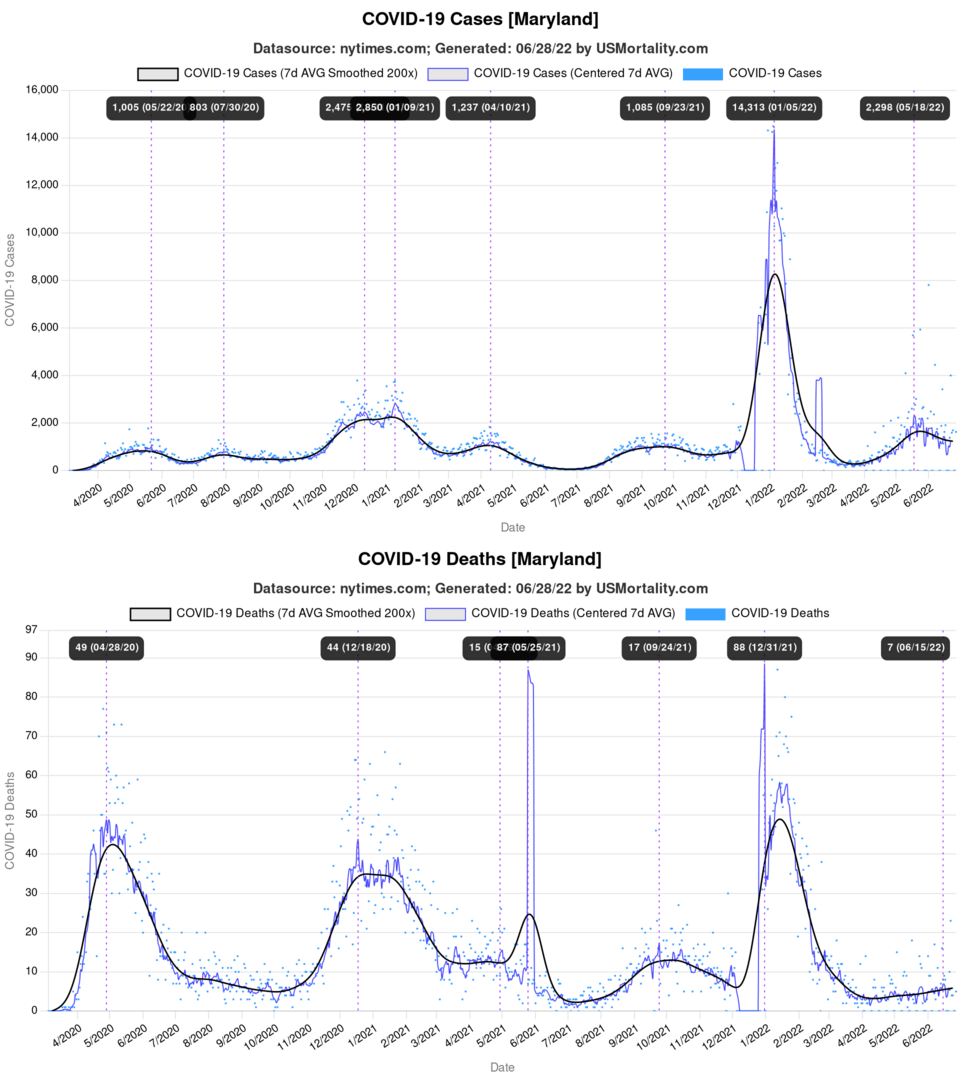 COVID-19 Cases [Maryland]
Datasource: nytimes.com; Generated: 06/28/22 by USMortality.com
COVID-19 Cases (7d AVG Smoothed 200x) COVID-19 Cases (Centered 7d AVG) COVID-19 Cases
16,000
1,005 (05/22/20 803 (07/30/20) 2,475 2,850 (01/09/21) 1,237 (04/10/21) 1,085 (09/23/21) 14,313 (01/05/22) 2,298 (05/18/22)
14,000
12,000
10,000
8,000
6,000
4,000
2,000
0
COVID-19 Cases
4/2020 5/2020 6/2020 7/2020 8/2020 9/2020 10/2020 11/2020 12/2020 1/2021 2/2021 3/2021 4/2021 5/2021 6/2021 7/2021 8/2021 9/2021 10/2021 11/2021 12/2021 1/2022 2/2022 3/2022 4/2022 5/2022 6/2022
Date
COVID-19 Deaths [Maryland]
Datasource: nytimes.com; Generated: 06/28/22 by USMortality.com
COVID-19 Deaths (7d AVG Smoothed 200x) COVID-19 Deaths (Centered 7d AVG) COVID-19 Deaths
97
49 (04/28/20) 44 (12/18/20) 15 87 (05/25/21) 17 (09/24/21) 88 (12/31/21) 7 (06/15/22)
90
80
70
60
50
40
30
20
10
0
COVID-19 Deaths
4/2020 5/2020 6/2020 7/2020 8/2020 9/2020 10/2020 11/2020 12/2020 1/2021 2/2021 3/2021 4/2021 5/2021 6/2021 7/2021 8/2021 9/2021 10/2021 11/2021 12/2021 1/2022 2/2022 3/2022 4/2022 5/2022 6/2022
Date